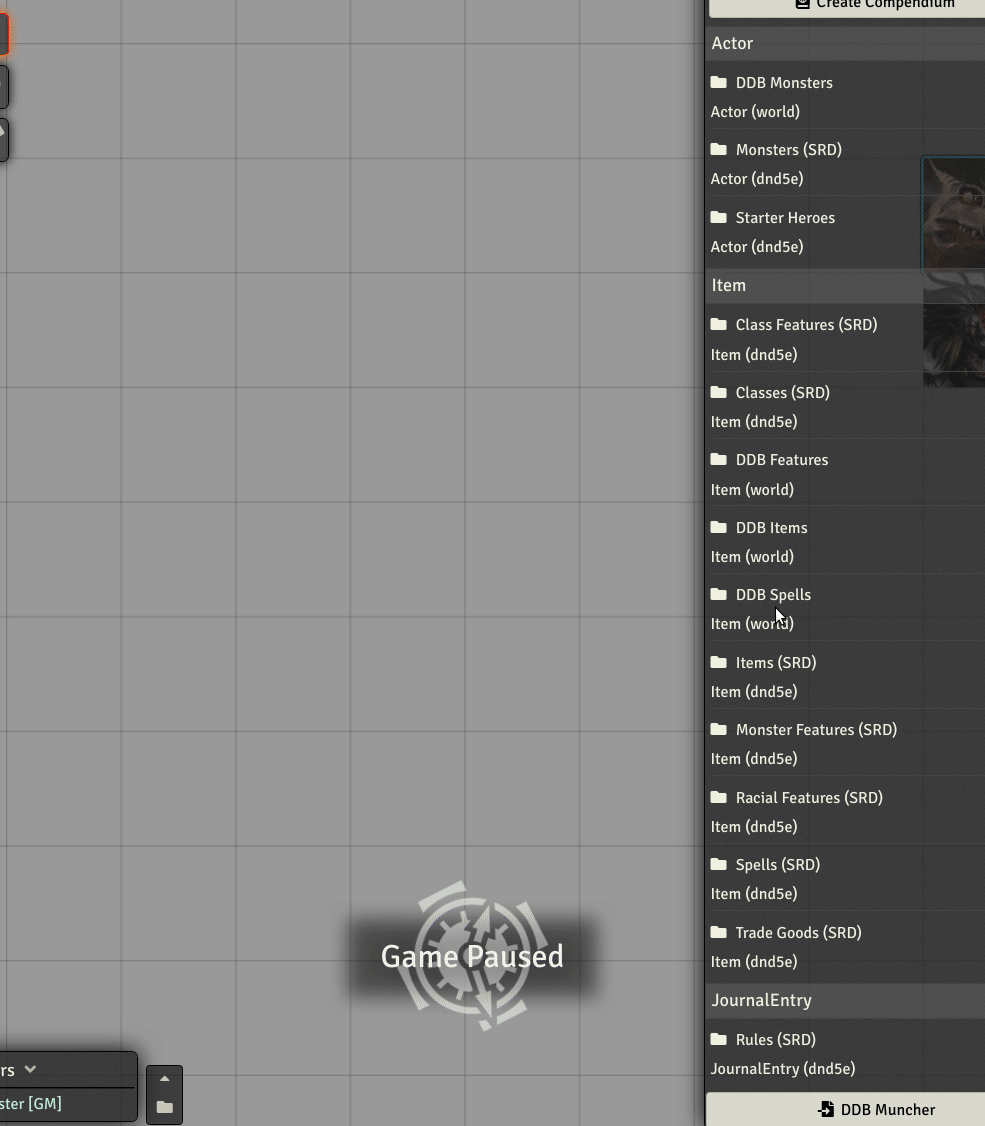 Create Compendium
Actor
DDB Monsters
Actor (world)
Monsters (SRD)
Actor (dnd5e)
Starter Heroes
Actor (dnd5e)
Item
Class Features (SRD)
Item (dnd5e)
Classes (SRD)
Item (dnd5e)
DDB Features
Item (world)
DDB Items
Item (world)
DDB Spells
Item (world)
Items (SRD)
Item (dnd5e)
Monster Features (SRD)
Item (dnd5e)
Racial Features (SRD)
Item (dnd5e)
Spells (SRD)
Item (dnd5e)
Trade Goods (SRD)
Item (dnd5e)
JournalEntry
Rules (SRD)
JournalEntry (dnd5e)
DDB Muncher
Game Paused
rs
ster [GM]